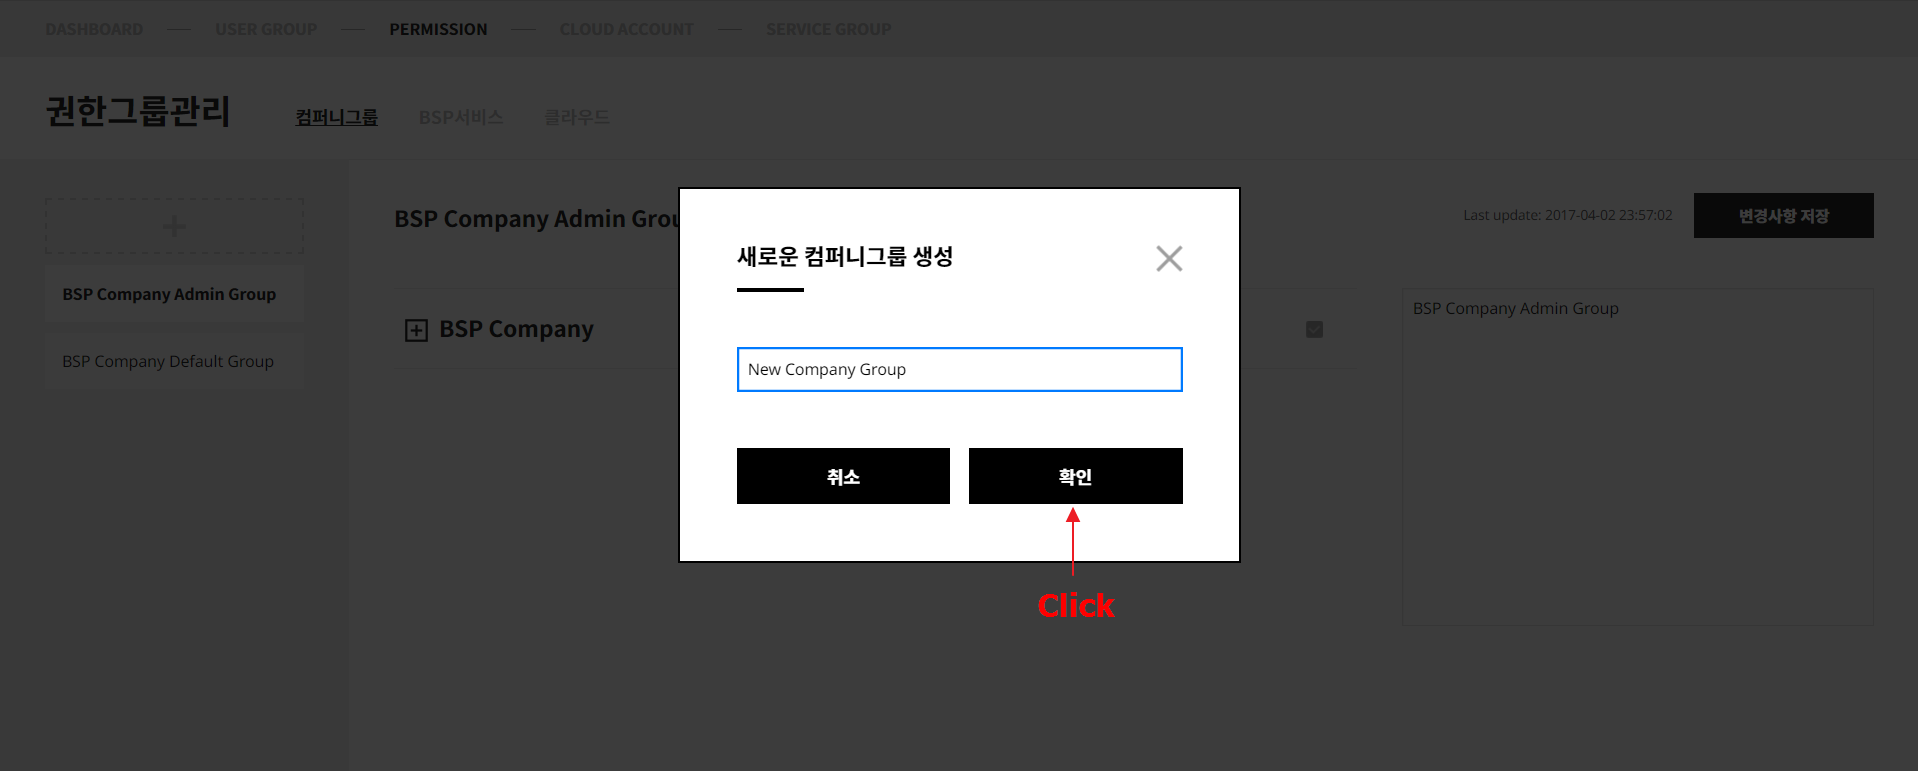 DASHBOARD — USER GROUP — PERMISSION — CLOUD ACCOUNT — SERVICE GROUP
권한그룹관리 컴퍼니그룹 BSP서비스 클라우드
+
BSP Company Admin Group
BSP Company Default Group
BSP Company Admin Grou
Last update: 2017-04-02 23:57:02
변경사항 저장
BSP Company
BSP Company Admin Group
새로운 컴퍼니그룹 생성
New Company Group
취소
확인
Click